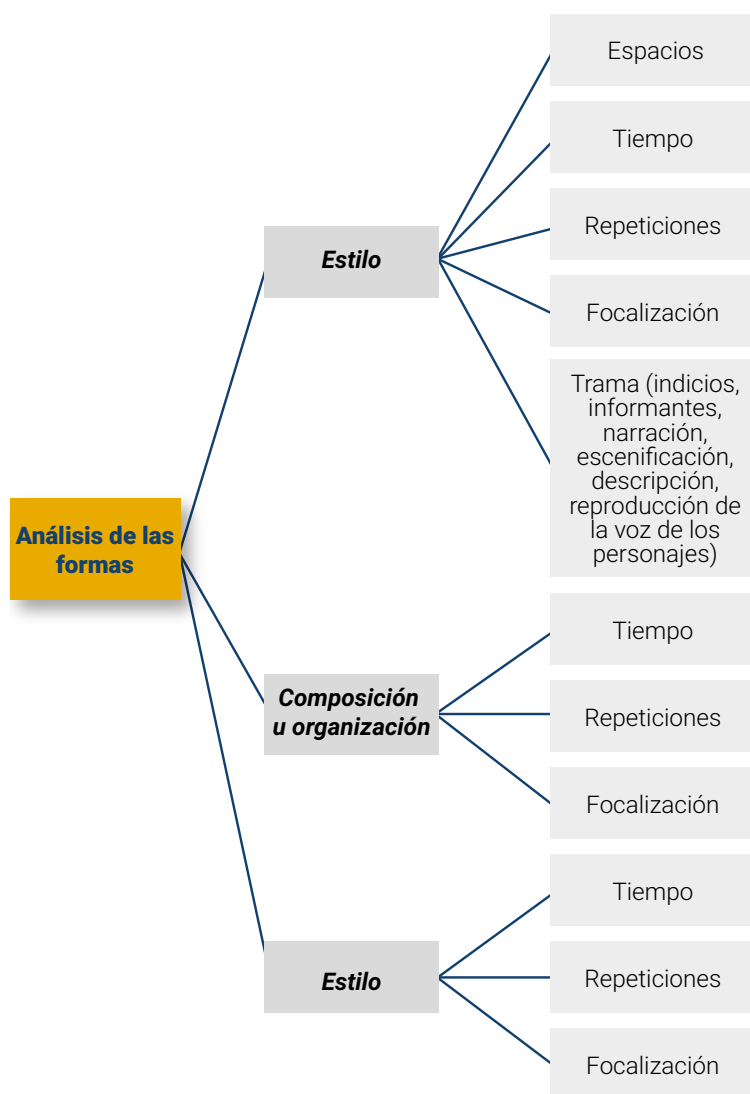 Análisis de las
formas
Estilo
Espacios
Tiempo
Repeticiones
Focalización
Trama (indicios,
informantes,
narración,
escenificación,
descripción,
reproducción de
la voz de los
personajes)
Composición
u organización
Tiempo
Repeticiones
Focalización
Estilo
Tiempo
Repeticiones
Focalización